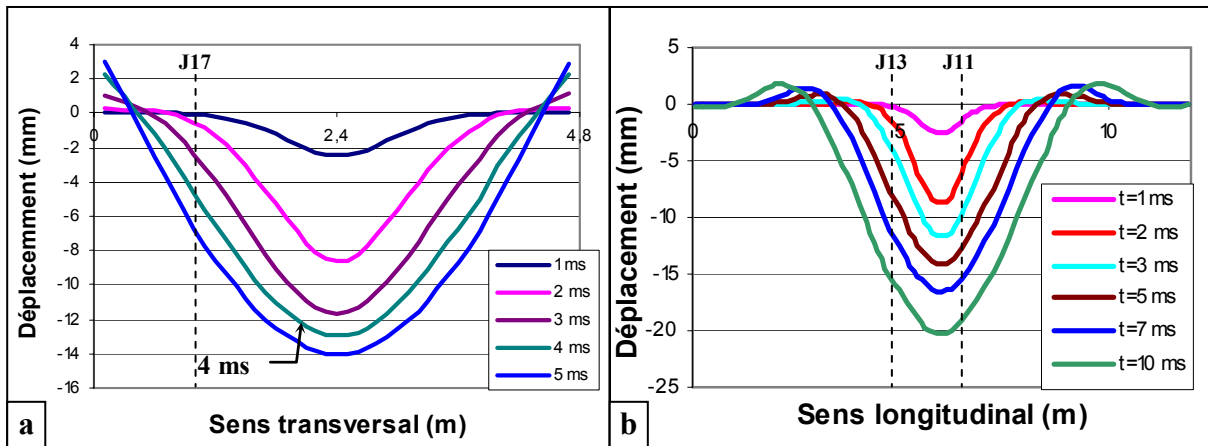 4
2
0
-2
-4
-6
-8
-10
-12
-14
-16
J17
0
2,4
4,8
Déplacemment (mm)
4 ms
1ms
2 ms
3 ms
4 ms
5 ms
Sens transversal (m)
a
5
0
-5
-10
-15
-20
-25
J13
J11
0
5
10
Déplacement (mm)
t=1 ms
t=2 ms
t=3 ms
t=5 ms
t=7 ms
t=10 ms
Sens longitudinal (m)
b